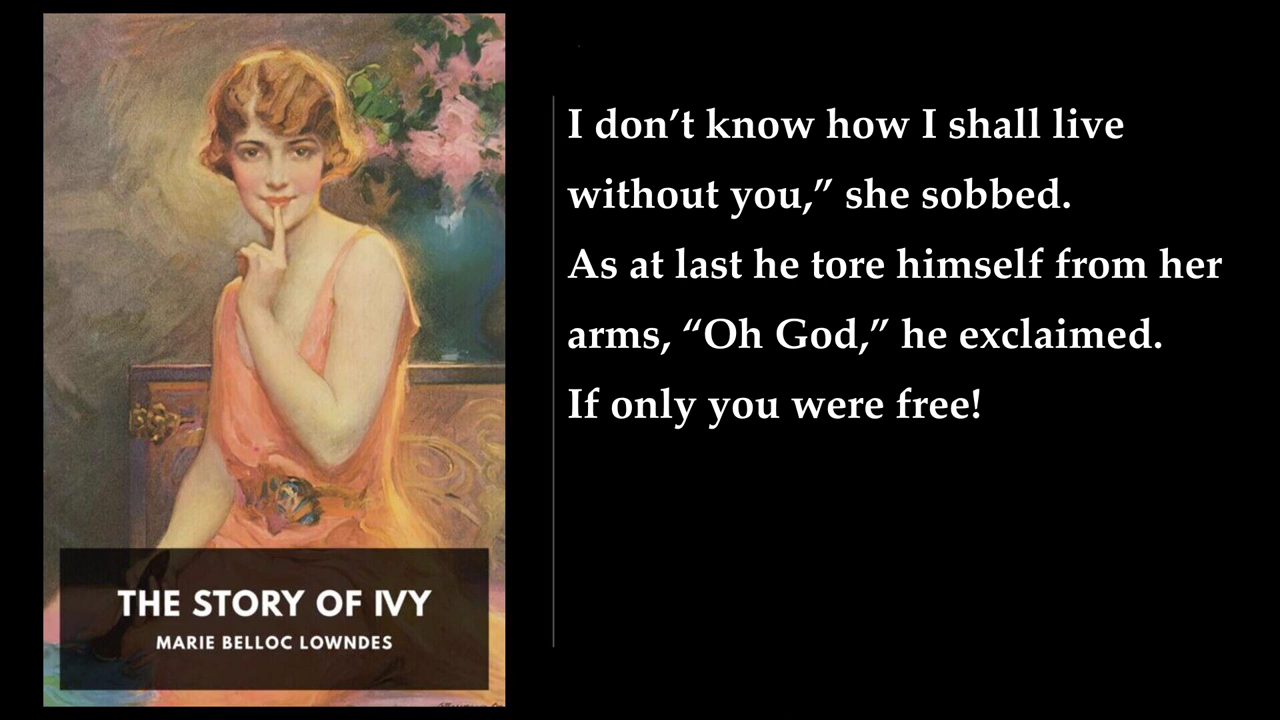 THE STORY OF IVY
MARIE BELLOC LOWNDES
I don’t know how I shall live
without you,” she sobbed.
As at last he tore himself from her
arms, “Oh God,” he exclaimed.
If only you were free!